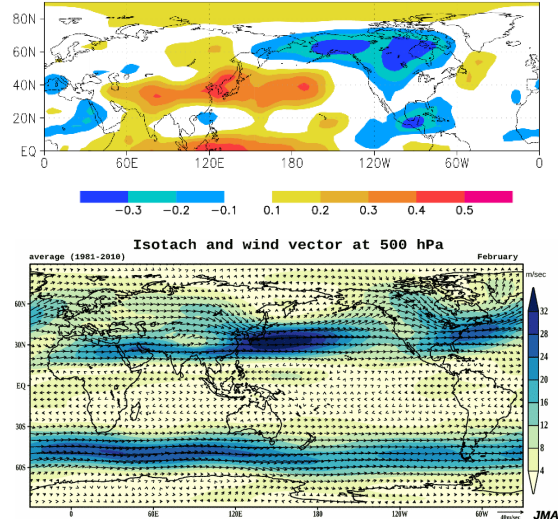 80N
60N
40N
20N
EQ
0 60E 120E 180 120W 60W 0
-0.3 -0.2 -0.1 0.1 0.2 0.3 0.4 0.5
Isotach and wind vector at 500 hPa
average (1981-2010) February
m/sec
60N
30N
EQ
30S
60S
0 60E 120E 180 120W 60W
32
28
24
20
16
12
8
4
40m/sec
JMA